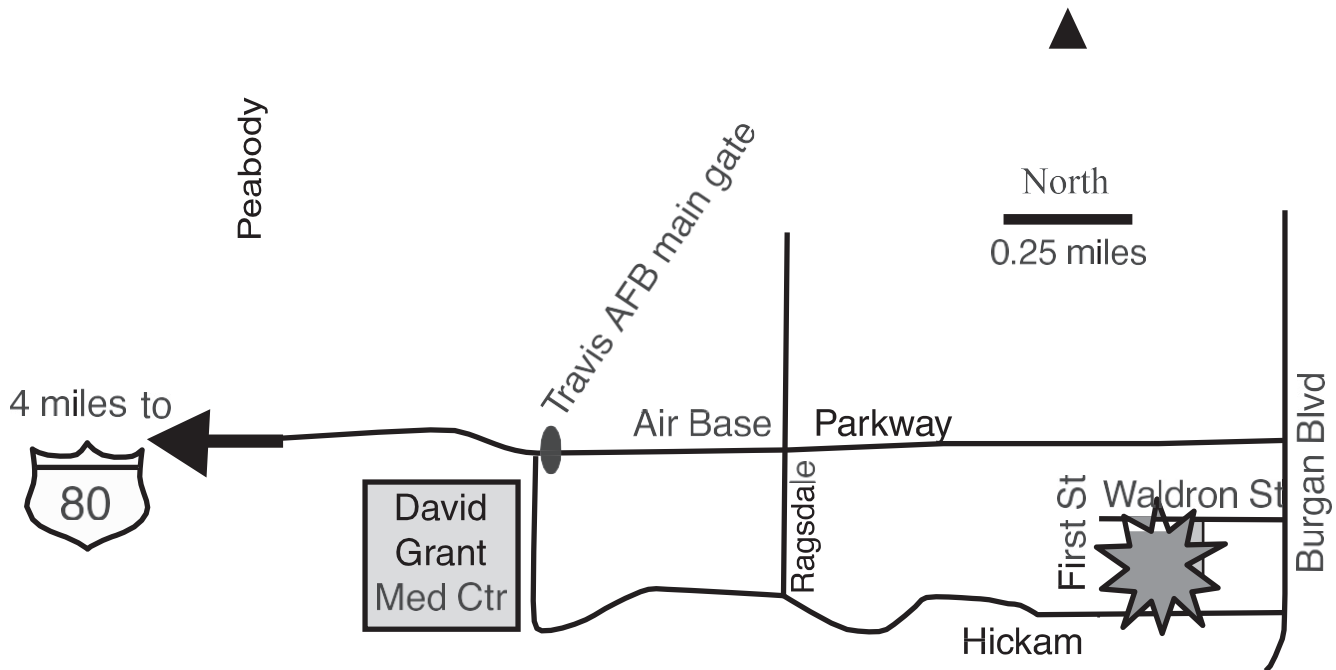 Peabody
Travis AFB main gate
North
0.25 miles
4 miles to
80
Air Base Parkway
David
Grant
Med Ctr
Ragsdale
First St
Waldron St
Burgan Blvd
Hickam